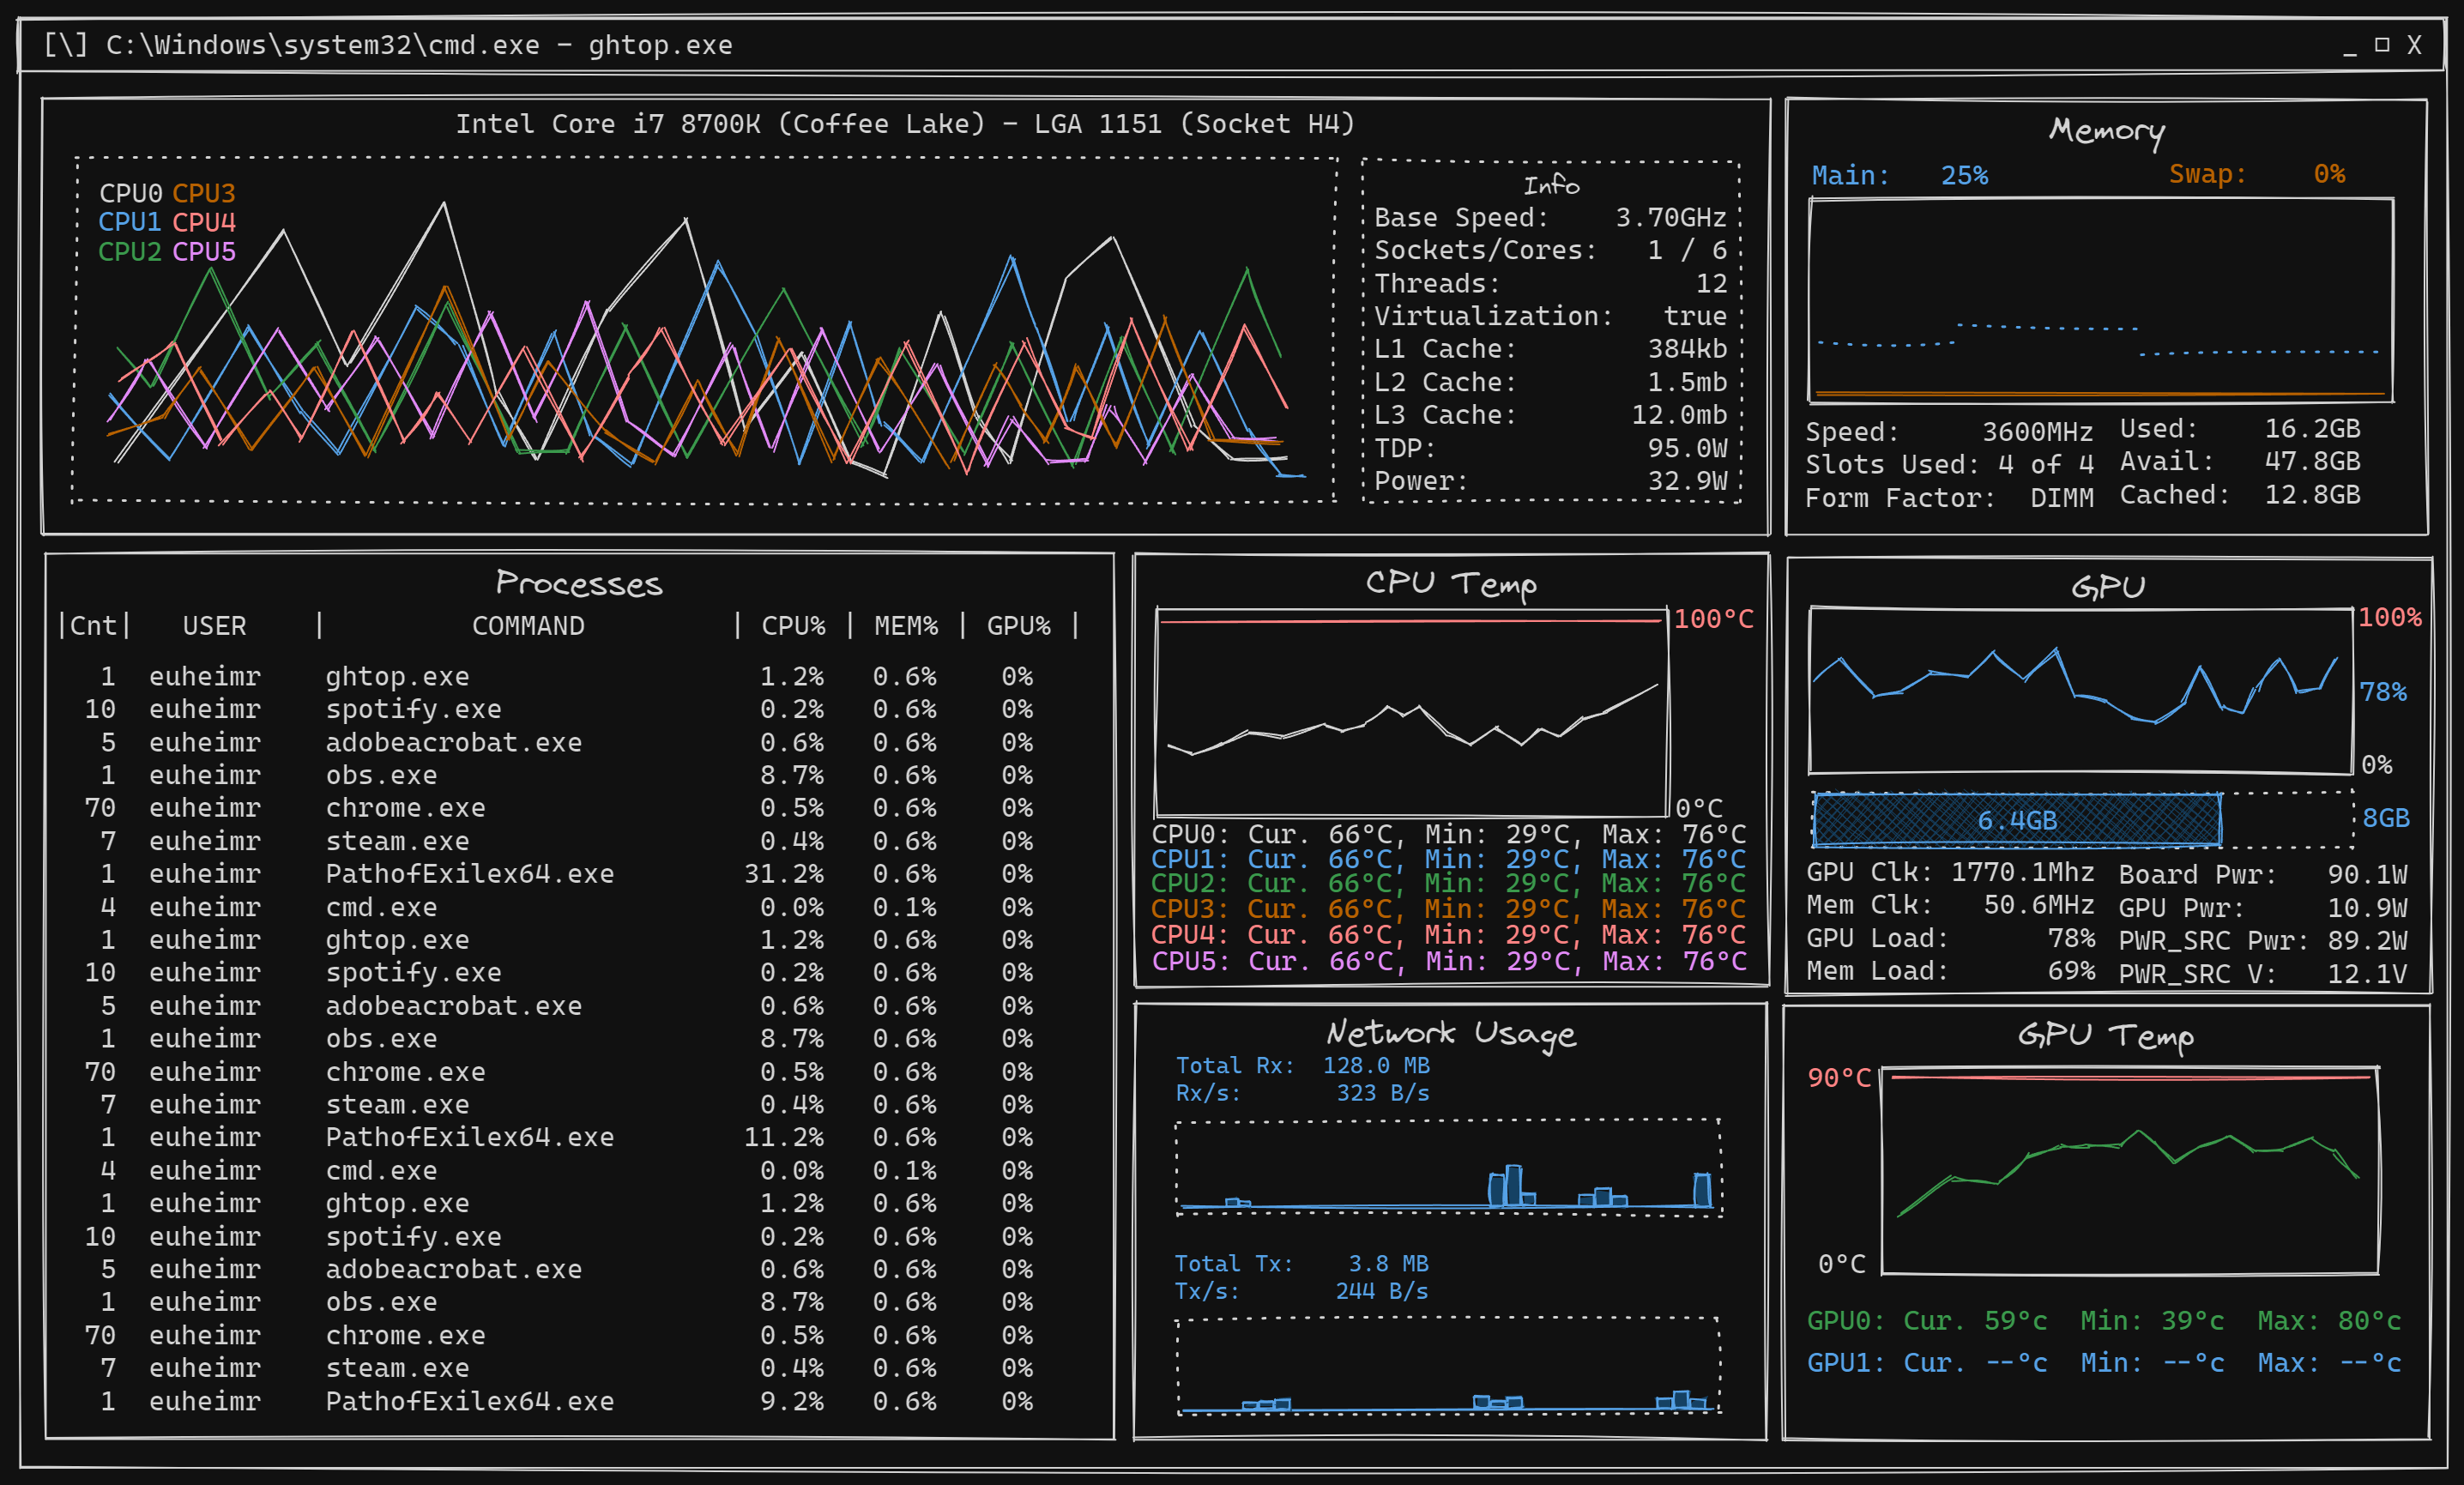 [\] C:\Windows\system32\cmd.exe - ghtop.exe _ □ X
Intel Core i7 8700K (Coffee Lake) - LGA 1151 (Socket H4)
CPU0 CPU3
CPU1 CPU4
CPU2 CPU5
Info
Base Speed: 3.70GHz
Sockets/Cores: 1 / 6
Threads: 12
Virtualization: true
L1 Cache: 384kb
L2 Cache: 1.5mb
L3 Cache: 12.0mb
TDP: 95.0W
Power: 32.9W
Memory
Main: 25% Swap: 0%
Speed: 3600MHz Used: 16.2GB
Slots Used: 4 of 4 Avail: 47.8GB
Form Factor: DIMM Cached: 12.8GB
Processes
|Cnt| USER | COMMAND | CPU% | MEM% | GPU% |
1 euheimr ghtop.exe 1.2% 0.6% 0%
10 euheimr spotify.exe 0.2% 0.6% 0%
5 euheimr adobeacrobat.exe 0.6% 0.6% 0%
1 euheimr obs.exe 8.7% 0.6% 0%
70 euheimr chrome.exe 0.5% 0.6% 0%
7 euheimr steam.exe 0.4% 0.6% 0%
1 euheimr PathofExilex64.exe 31.2% 0.6% 0%
4 euheimr cmd.exe 0.0% 0.1% 0%
1 euheimr ghtop.exe 1.2% 0.6% 0%
10 euheimr spotify.exe 0.2% 0.6% 0%
5 euheimr adobeacrobat.exe 0.6% 0.6% 0%
1 euheimr obs.exe 8.7% 0.6% 0%
70 euheimr chrome.exe 0.5% 0.6% 0%
7 euheimr steam.exe 0.4% 0.6% 0%
1 euheimr PathofExilex64.exe 11.2% 0.6% 0%
4 euheimr cmd.exe 0.0% 0.1% 0%
1 euheimr ghtop.exe 1.2% 0.6% 0%
10 euheimr spotify.exe 0.2% 0.6% 0%
5 euheimr adobeacrobat.exe 0.6% 0.6% 0%
1 euheimr obs.exe 8.7% 0.6% 0%
70 euheimr chrome.exe 0.5% 0.6% 0%
7 euheimr steam.exe 0.4% 0.6% 0%
1 euheimr PathofExilex64.exe 9.2% 0.6% 0%
CPU Temp
100°C
0°C
CPU0: Cur. 66°C, Min: 29°C, Max: 76°C
CPU1: Cur. 66°C, Min: 29°C, Max: 76°C
CPU2: Cur. 66°C, Min: 29°C, Max: 76°C
CPU3: Cur. 66°C, Min: 29°C, Max: 76°C
CPU4: Cur. 66°C, Min: 29°C, Max: 76°C
CPU5: Cur. 66°C, Min: 29°C, Max: 76°C
GPU
100%
78%
0%
6.4GB 8GB
GPU Clk: 1770.1Mhz Board Pwr: 90.1W
Mem Clk: 50.6MHz GPU Pwr: 10.9W
GPU Load: 78% PWR_SRC Pwr: 89.2W
Mem Load: 69% PWR_SRC V: 12.1V
Network Usage
Total Rx: 128.0 MB
Rx/s: 323 B/s
Total Tx: 3.8 MB
Tx/s: 244 B/s
GPU Temp
90°C
0°C
GPU0: Cur. 59°c Min: 39°c Max: 80°c
GPU1: Cur. --°c Min: --°c Max: --°c